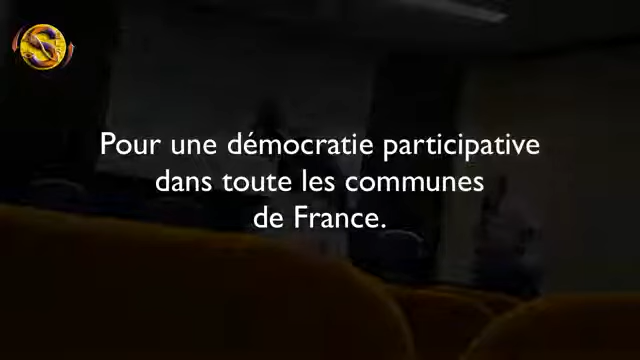 Pour une démocratie participative
dans toute les communes
de France.